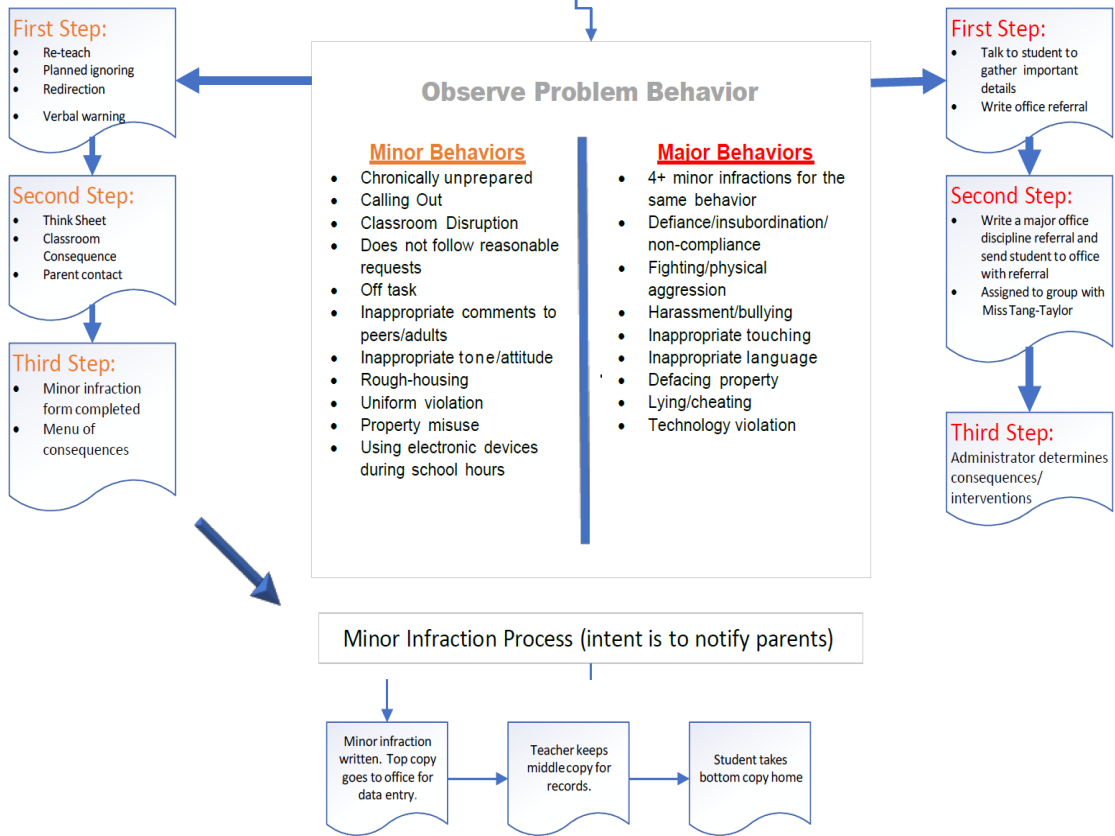 First Step:
• Re-teach
• Planned ignoring
• Redirection
• Verbal warning
Second Step:
• Think Sheet
• Classroom
Consequence
• Parent contact
Third Step:
• Minor infraction
form completed
• Menu of
consequences
Observe Problem Behavior
Minor Behaviors
• Chronically unprepared
• Calling Out
• Classroom Disruption
• Does not follow reasonable
requests
• Off task
• Inappropriate comments to
peers/adults
• Inappropriate tone/attitude
• Rough-housing
• Uniform violation
• Property misuse
• Using electronic devices
during school hours
Major Behaviors
• 4+ minor infractions for the
same behavior
• Defiance/insubordination/
non-compliance
• Fighting/physical
aggression
• Harassment/bullying
• Inappropriate touching
• Inappropriate language
• Defacing property
• Lying/cheating
• Technology violation
First Step:
• Talk to student to
gather important
details
• Write office referral
Second Step:
• Write a major office
discipline referral and
send student to office
with referral
• Assigned to group with
Miss Tang-Taylor
Third Step:
Administrator determines
consequences/
interventions
Minor Infraction Process (intent is to notify parents)
Minor infraction
written. Top copy
goes to office for
data entry.
Teacher keeps
middle copy for
records.
Student takes
bottom copy home